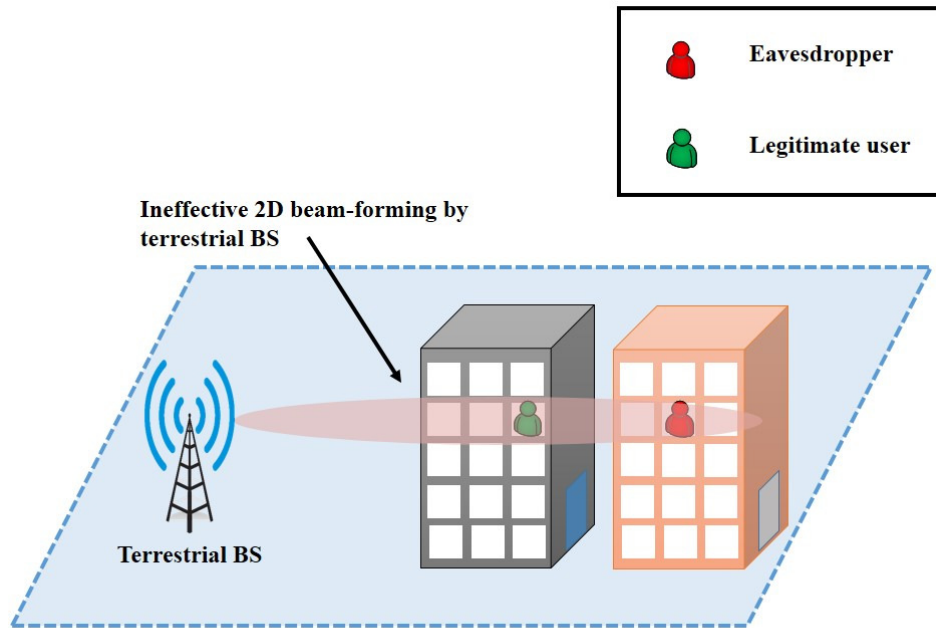 Eavesdropper
Legitimate user
Ineffective 2D beam-forming by
terrestrial BS
Terrestrial BS